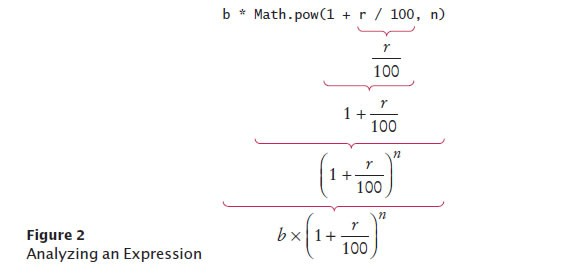 b * Math.pow(1 + r / 100, n)
r
100
1 + r
100
(1 + r
100)ⁿ
Figure 2
Analyzing an Expression
b × (1 + r
100)ⁿ